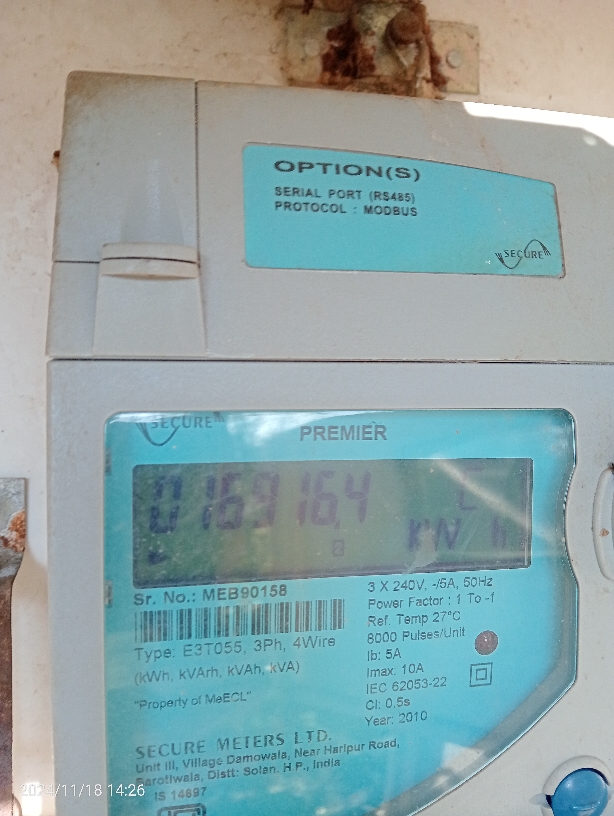 OPTION(S)
SERIAL PORT (RS485)
PROTOCOL : MODBUS
SECURE
SECURE
PREMIER
016916.4 C
kW h
Sr. No.: MEB90158
Type: E3T055, 3Ph, 4Wire
(kWh, kVArh, kVAh, kVA)
"Property of MeECL"
3 X 240V, -/5A, 50Hz
Power Factor : 1 To -1
Ref. Temp 27°C
8000 Pulses/Unit
Ib: 5A
Imax: 10A
IEC 62053-22
Cl: 0.5s
Year: 2010
SECURE METERS LTD.
Unit III, Village Damowala, Near Haripur Road,
Barotiwala, Distt: Solan. H.P., India
IS 14697
2024/11/18 14:26